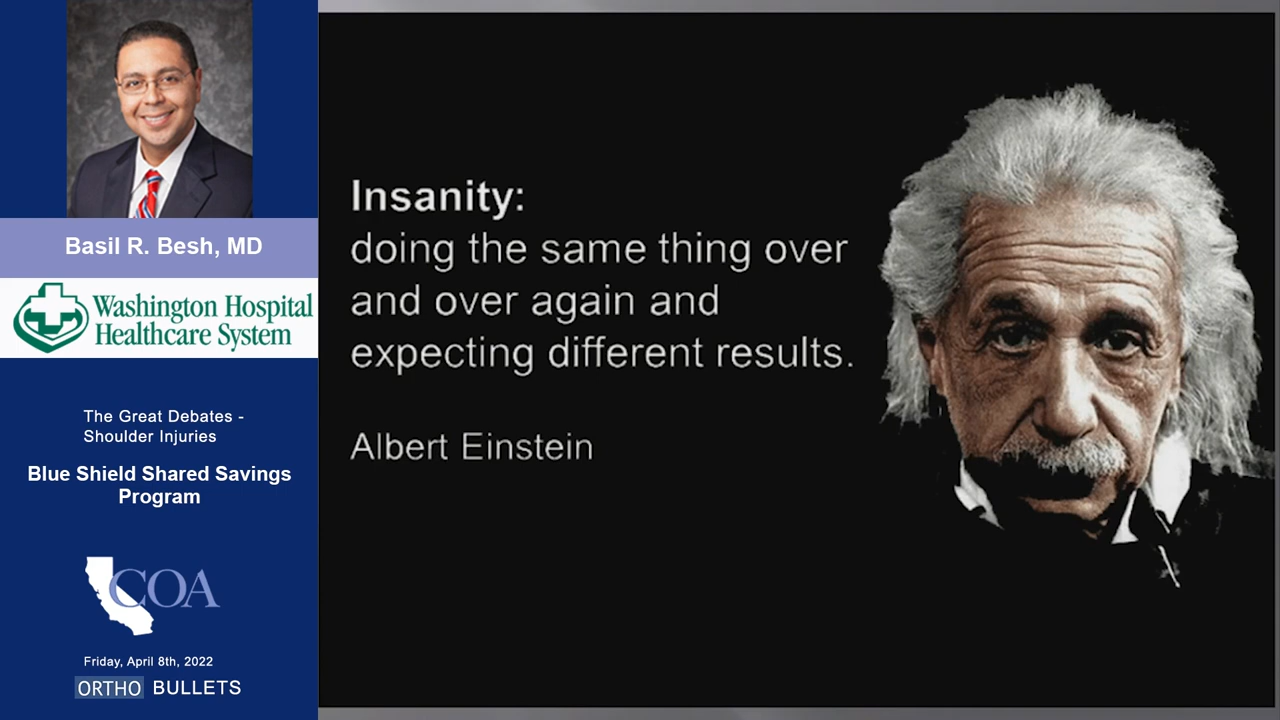 Basil R. Besh, MD
Washington Hospital
Healthcare System
The Great Debates -
Shoulder Injuries
Blue Shield Shared Savings
Program
COA
Friday, April 8th, 2022
ORTHO BULLETS
Insanity:
doing the same thing over
and over again and
expecting different results.
Albert Einstein